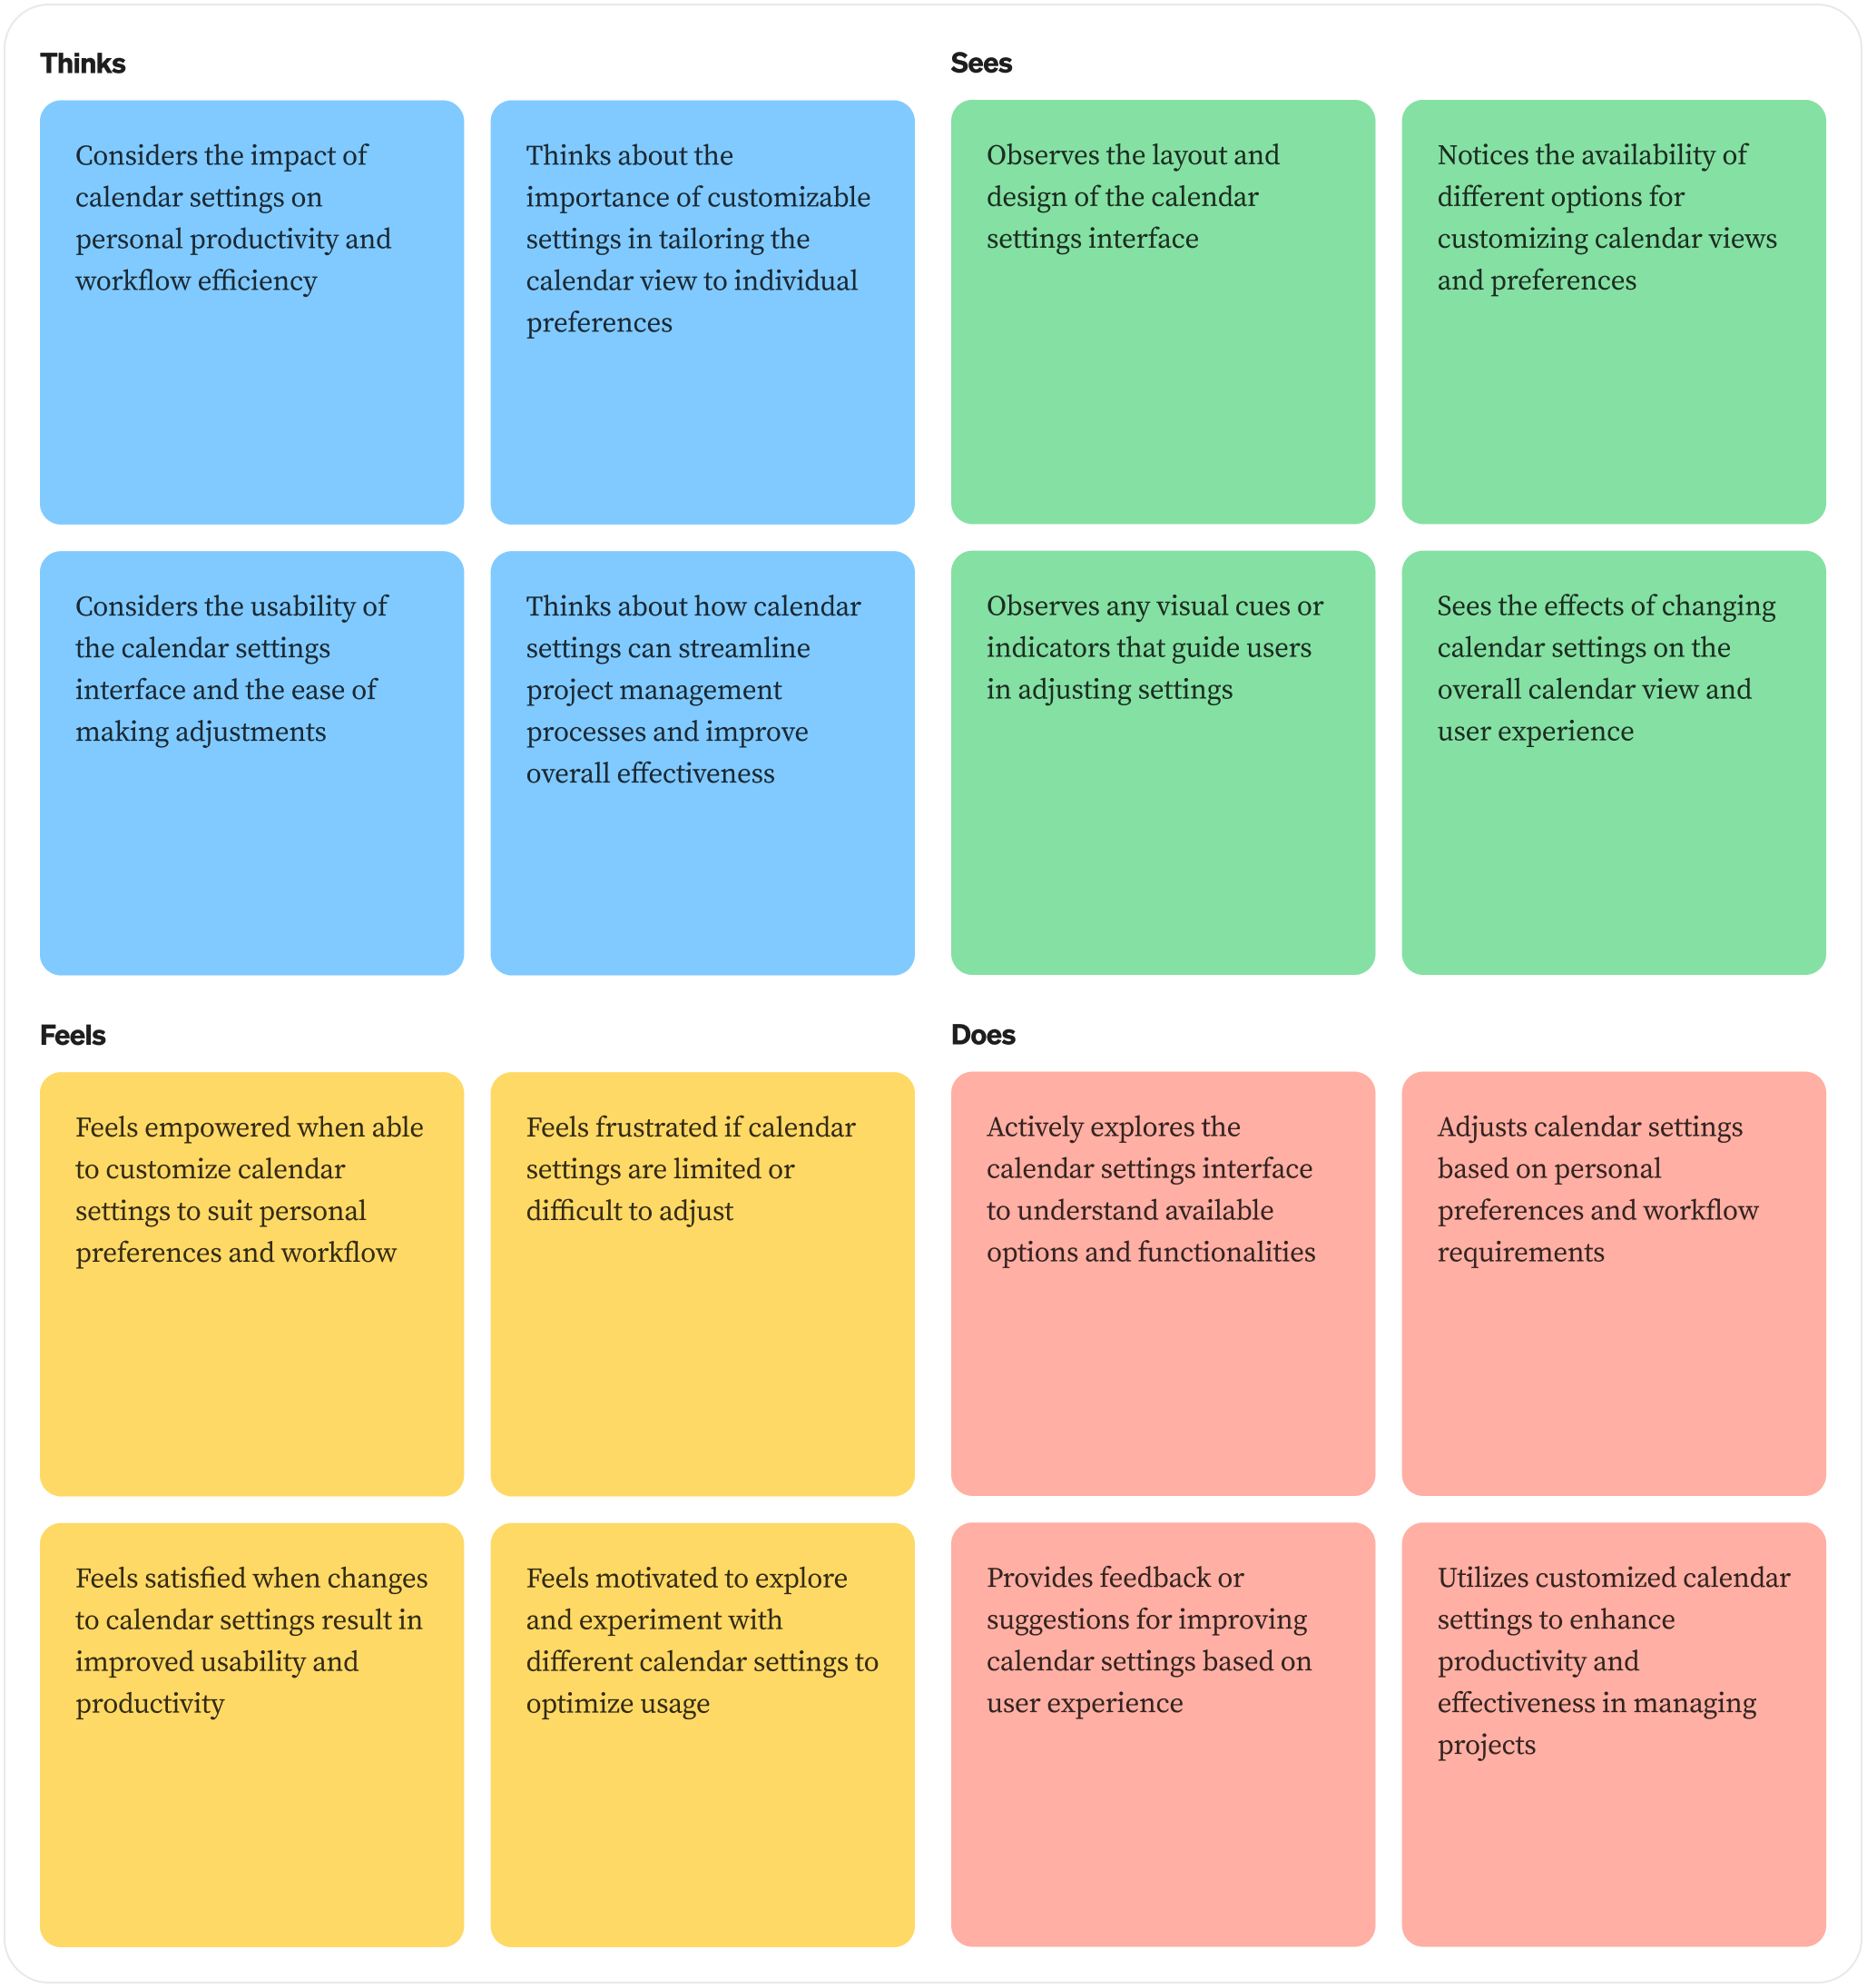 Thinks
Considers the impact of
calendar settings on
personal productivity and
workflow efficiency
Thinks about the
importance of customizable
settings in tailoring the
calendar view to individual
preferences
Considers the usability of
the calendar settings
interface and the ease of
making adjustments
Thinks about how calendar
settings can streamline
project management
processes and improve
overall effectiveness
Sees
Observes the layout and
design of the calendar
settings interface
Notices the availability of
different options for
customizing calendar views
and preferences
Observes any visual cues or
indicators that guide users
in adjusting settings
Sees the effects of changing
calendar settings on the
overall calendar view and
user experience
Feels
Feels empowered when able
to customize calendar
settings to suit personal
preferences and workflow
Feels frustrated if calendar
settings are limited or
difficult to adjust
Feels satisfied when changes
to calendar settings result in
improved usability and
productivity
Feels motivated to explore
and experiment with
different calendar settings to
optimize usage
Does
Actively explores the
calendar settings interface
to understand available
options and functionalities
Adjusts calendar settings
based on personal
preferences and workflow
requirements
Provides feedback or
suggestions for improving
calendar settings based on
user experience
Utilizes customized calendar
settings to enhance
productivity and
effectiveness in managing
projects